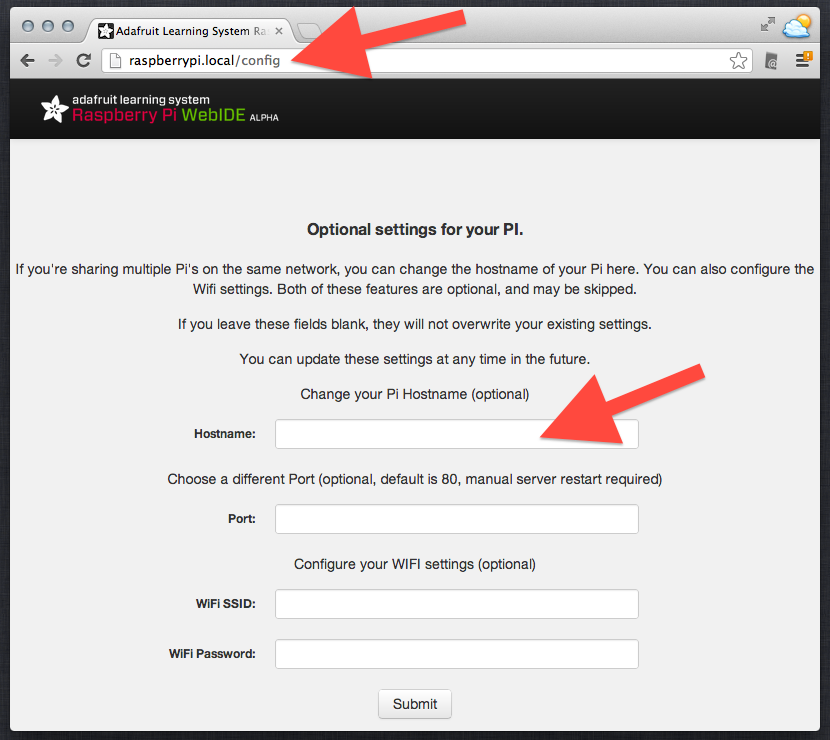 Adafruit Learning System Ra
raspberrypi.local/config
adafruit learning system
Raspberry Pi WebIDE ALPHA
Optional settings for your PI.
If you're sharing multiple Pi's on the same network, you can change the hostname of your Pi here. You can also configure the
Wifi settings. Both of these features are optional, and may be skipped.
If you leave these fields blank, they will not overwrite your existing settings.
You can update these settings at any time in the future.
Change your Pi Hostname (optional)
Hostname:
Choose a different Port (optional, default is 80, manual server restart required)
Port:
Configure your WIFI settings (optional)
WiFi SSID:
WiFi Password:
Submit